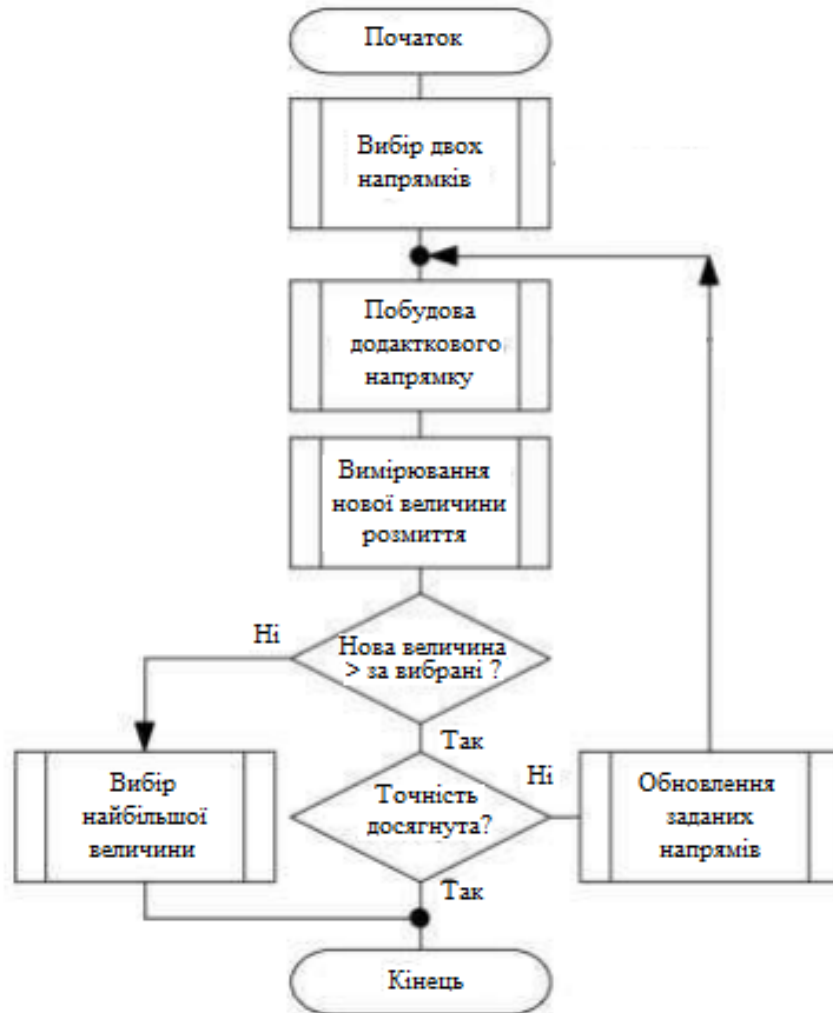 Початок
Вибір двох
напрямків
Побудова
додакткового
напрямку
Вимірювання
нової величини
розмиття
Ні
Нова величина
> за вибрані ?
Так
Вибір
найбільшої
величини
Точність
досягнута?
Ні
Обновлення
заданих
напрямів
Так
Кінець